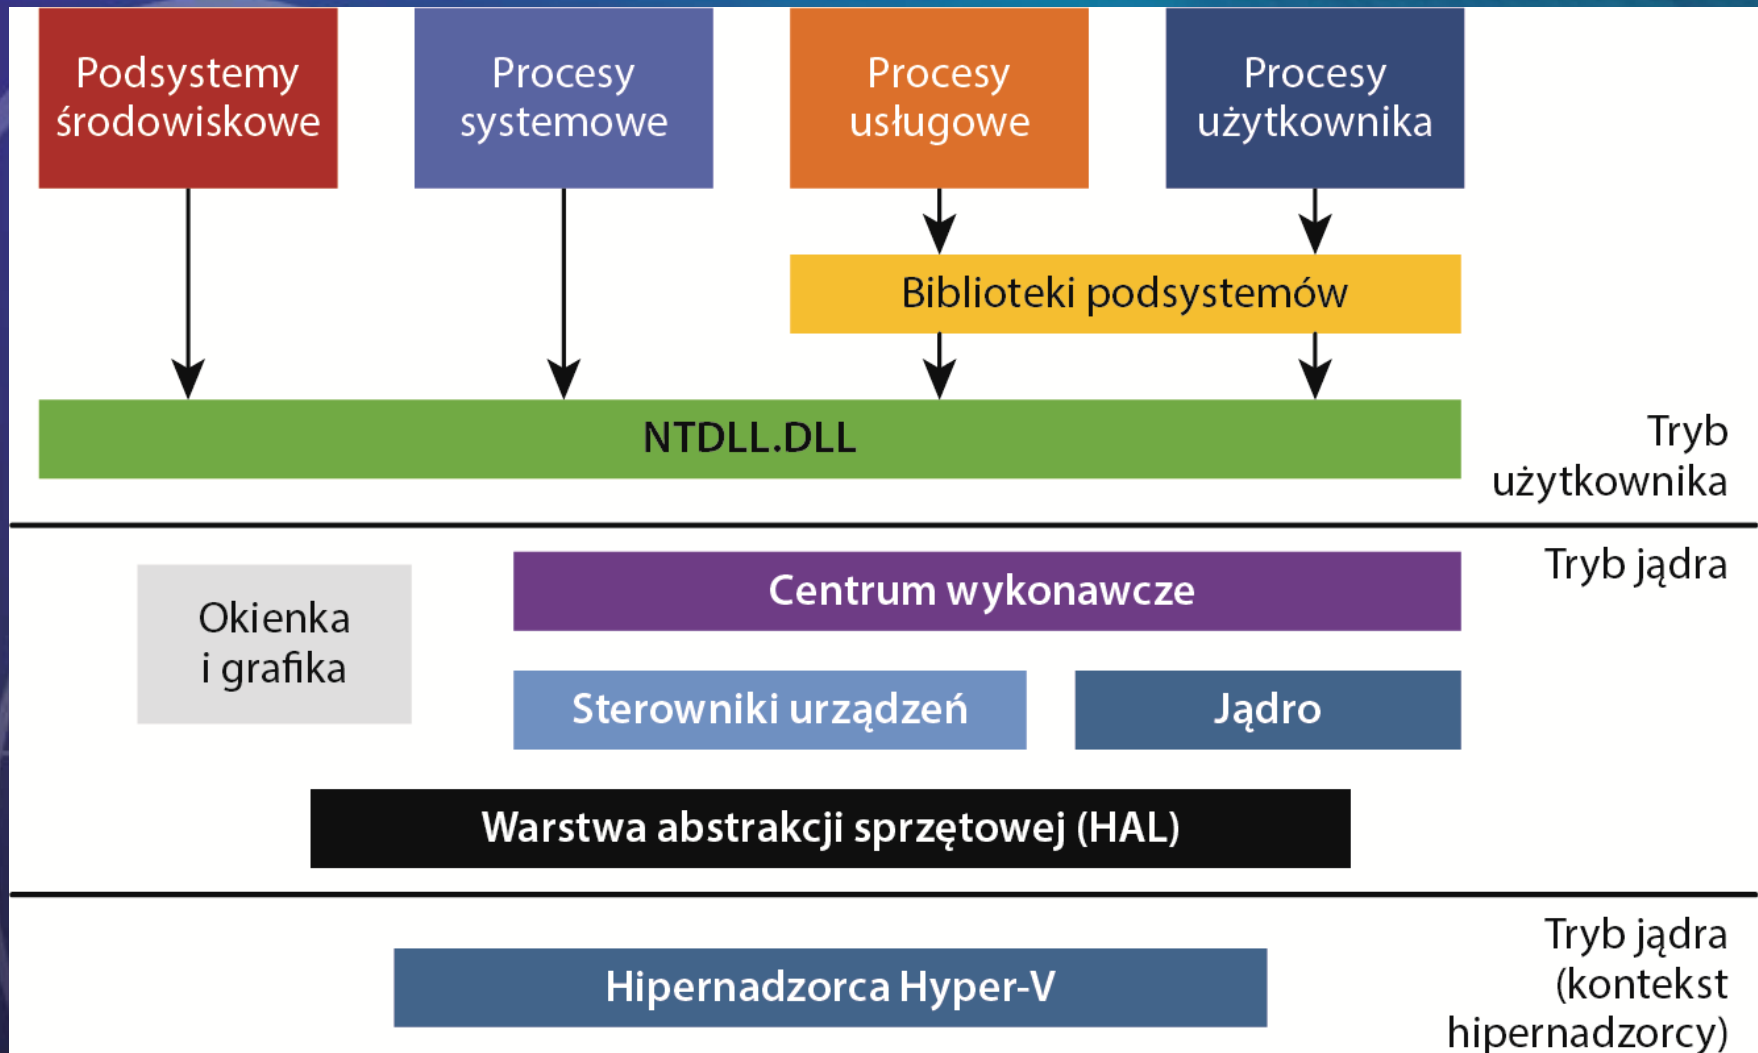 Podsystemy
środowiskowe
Procesy
systemowe
Procesy
usługowe
Procesy
użytkownika
Biblioteki podsystemów
NTDLL.DLL
Tryb
użytkownika
Tryb jądra
Okienka
i grafika
Centrum wykonawcze
Sterowniki urządzeń
Jądro
Warstwa abstrakcji sprzętowej (HAL)
Hipernadzorca Hyper-V
Tryb jądra
(kontekst
hipernadzorcy)